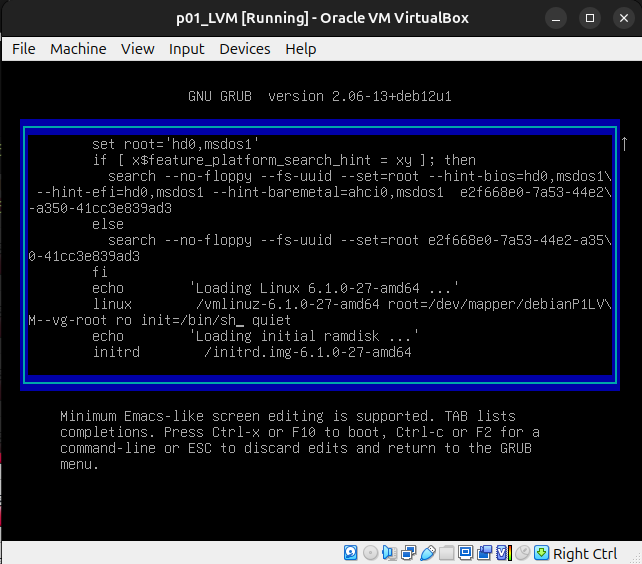 p01_LVM [Running] - Oracle VM VirtualBox
File Machine View Input Devices Help
GNU GRUB  version 2.06-13+deb12u1
set root='hd0,msdos1'
if [ x$feature_platform_search_hint = xy ]; then
search --no-floppy --fs-uuid --set=root --hint-bios=hd0,msdos1\
--hint-efi=hd0,msdos1 --hint-baremetal=ahci0,msdos1  e2f668e0-7a53-44e2\
-a350-41cc3e839ad3
else
search --no-floppy --fs-uuid --set=root e2f668e0-7a53-44e2-a35\
0-41cc3e839ad3
fi
echo 'Loading Linux 6.1.0-27-amd64 ...'
linux /vmlinuz-6.1.0-27-amd64 root=/dev/mapper/debianP1LV\
M--vg-root ro init=/bin/sh_ quiet
echo 'Loading initial ramdisk ...'
initrd /initrd.img-6.1.0-27-amd64
Minimum Emacs-like screen editing is supported. TAB lists
completions. Press Ctrl-x or F10 to boot, Ctrl-c or F2 for a
command-line or ESC to discard edits and return to the GRUB
menu.
Right Ctrl